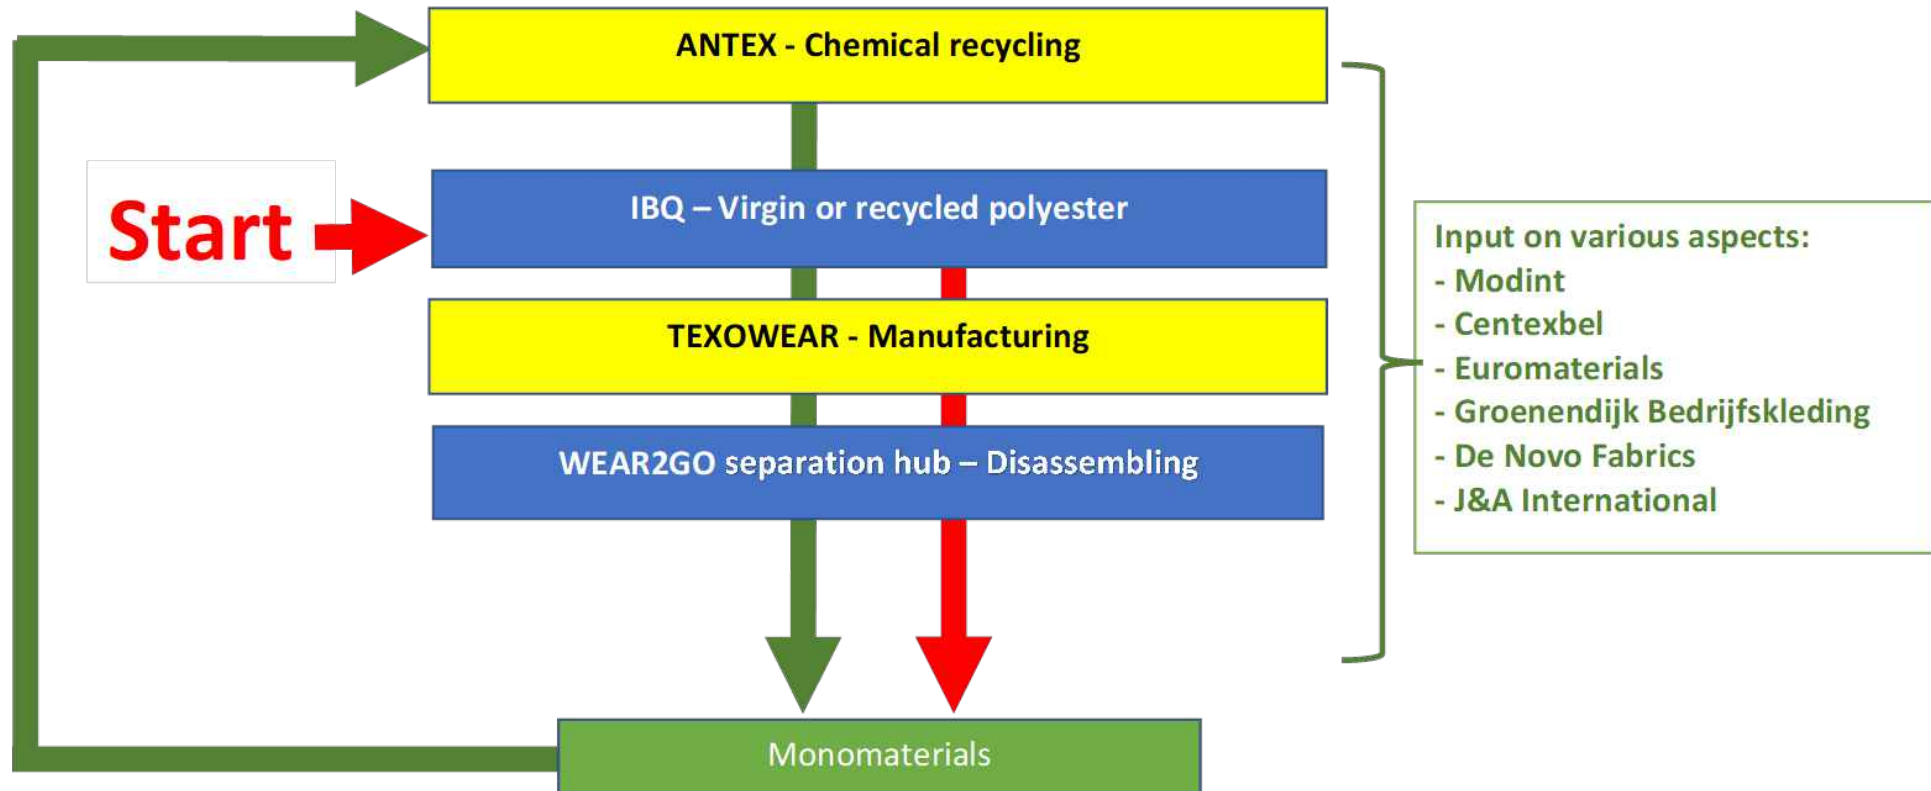 ANTEX - Chemical recycling
Start
IBQ – Virgin or recycled polyester
TEXOWEAR - Manufacturing
WEAR2GO separation hub – Disassembling
Monomaterials
Input on various aspects:
- Modint
- Centexbel
- Euromaterials
- Groenendijk Bedrijfskleding
- De Novo Fabrics
- J&A International